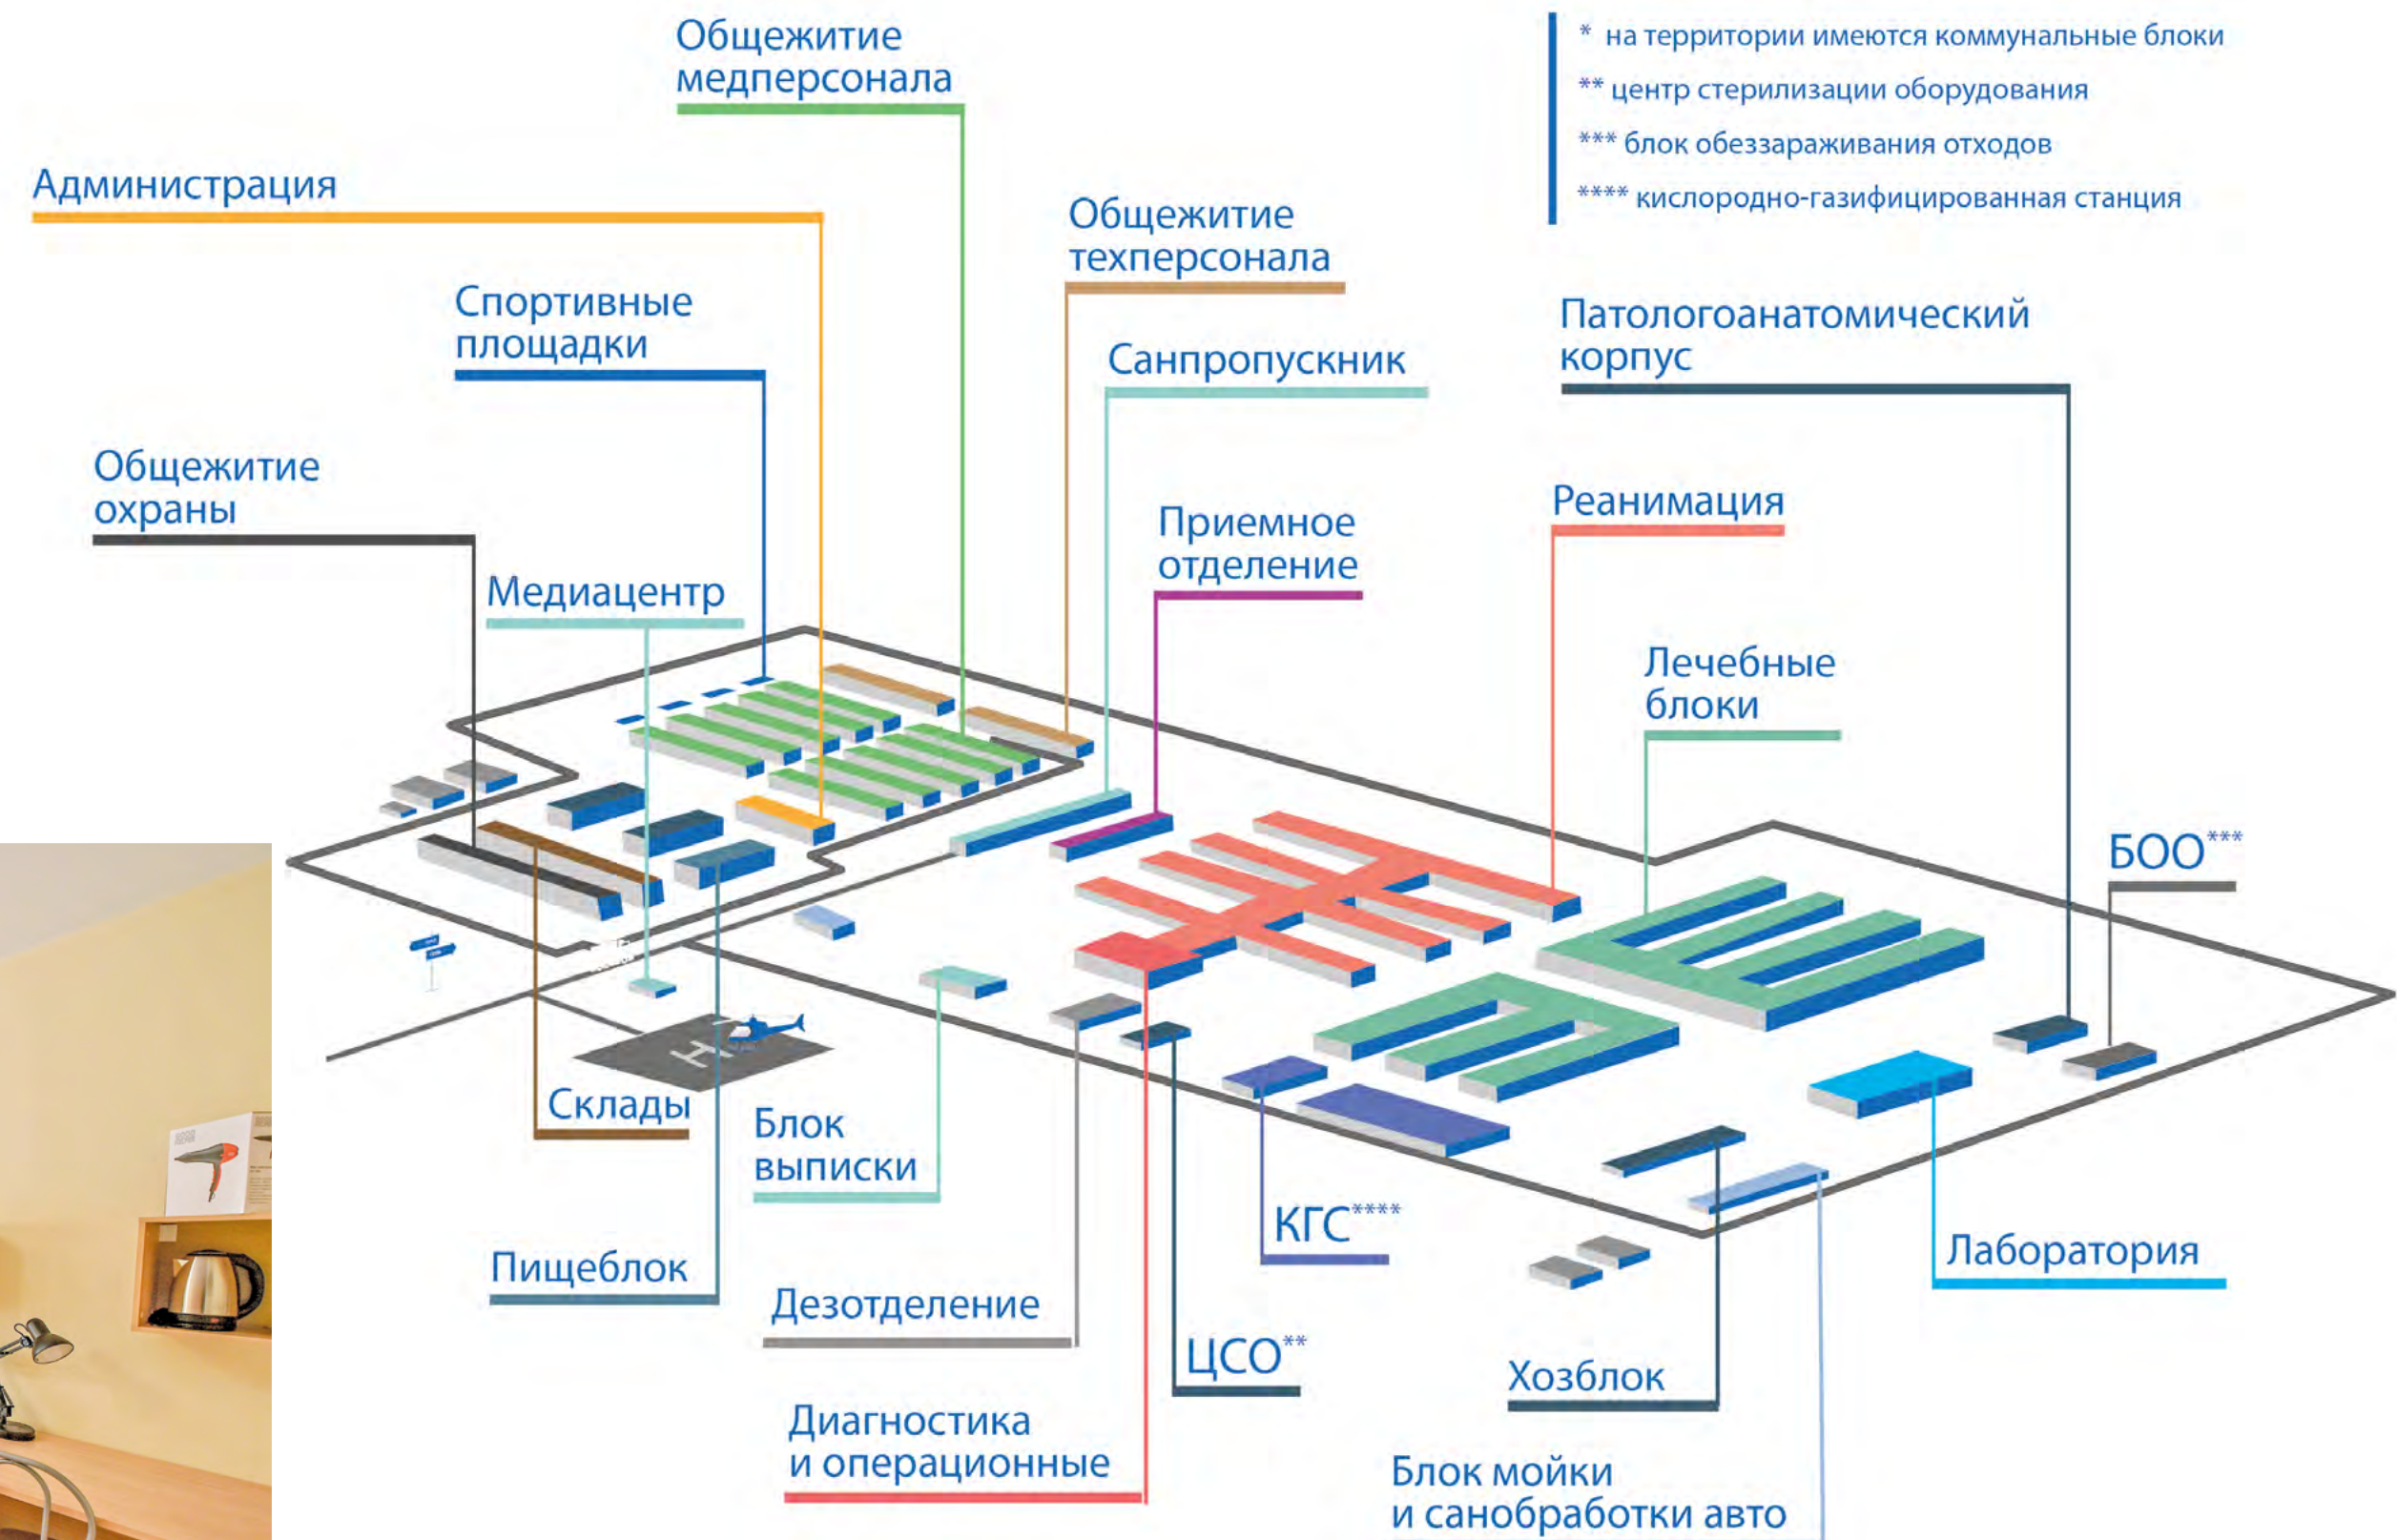 Общежитие
медперсонала
* на территории имеются коммунальные блоки
** центр стерилизации оборудования
*** блок обеззараживания отходов
**** кислородно-газифицированная станция
Администрация
Общежитие
техперсонала
Спортивные
площадки
Патологоанатомический
корпус
Санпропускник
Общежитие
охраны
Приемное
отделение
Реанимация
Медиацентр
Лечебные
блоки
БОО***
H
Склады
Блок
выписки
КГС****
Пищеблок
Лаборатория
Дезотделение
ЦСО**
Хозблок
Диагностика
и операционные
Блок мойки
и санобработки авто